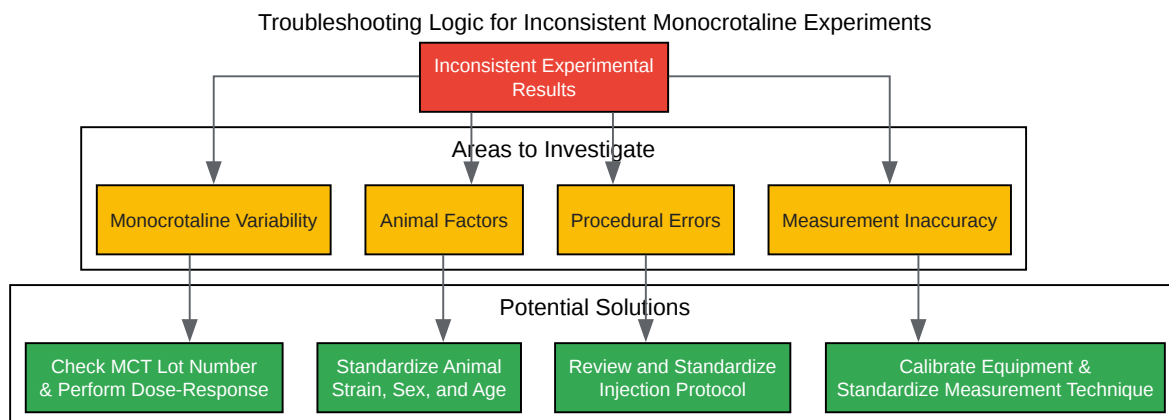 Troubleshooting Logic for Inconsistent Monocrotaline Experiments
Inconsistent Experimental
Results
Areas to Investigate
Monocrotaline Variability
Animal Factors
Procedural Errors
Measurement Inaccuracy
Potential Solutions
Check MCT Lot Number
& Perform Dose-Response
Standardize Animal
Strain, Sex, and Age
Review and Standardize
Injection Protocol
Calibrate Equipment &
Standardize Measurement Technique